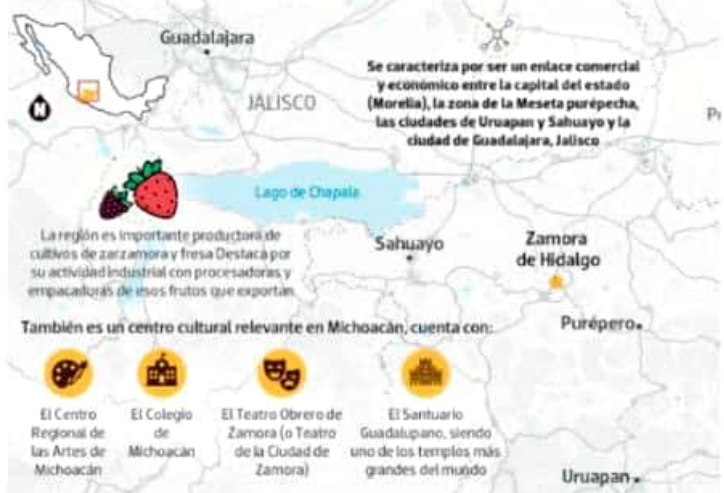 Guadalajara
JALISCO
N
Se caracteriza por ser un enlace comercial
y económico entre la capital del estado
(Morelia), la zona de la Meseta purépecha,
las ciudades de Uruapan y Sahuayo y la
ciudad de Guadalajara, Jalisco
Lago de Chapala
La región es importante productora de
cultivos de zarzamora y fresa Destaca por
su actividad industrial con procesadoras y
empacadoras de esos frutos que exportan
Sahuayo
Zamora
de Hidalgo
Purépero
También es un centro cultural relevante en Michoacán, cuenta con:
El Centro
Regional de
las Artes de
Michoacán
El Colegio
de
Michoacán
El Teatro Obrero de
Zamora (o Teatro
de la Ciudad de
Zamora)
El Santuario
Guadalupano, siendo
uno de los templos más
grandes del mundo
Uruapan